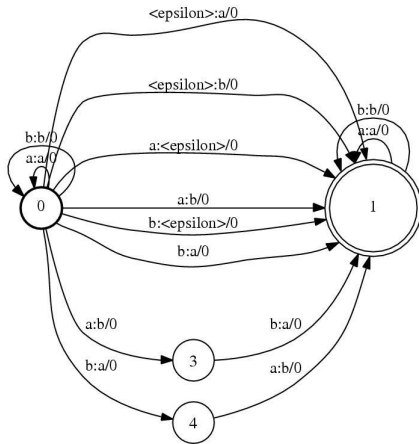 <epsilon>:a/0
<epsilon>:b/0
b:b/0
a:a/0
b:b/0
a:a/0
a:<epsilon>/0
a:b/0
0
1
b:<epsilon>/0
b:a/0
a:b/0
b:a/0
3
b:a/0
a:b/0
4